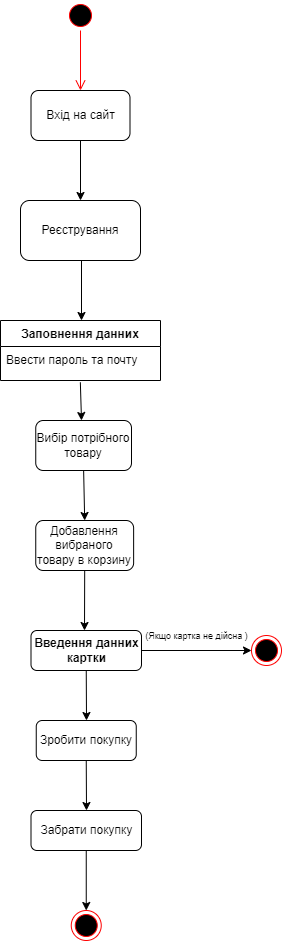 Вхід на сайт
Реєстрування
Заповнення данних
Ввести пароль та почту
Вибір потрібного
товару
Добавлення
вибраного
товару в корзину
Введення данних
картки
(Якщо картка не дійсна )
Зробити покупку
Забрати покупку